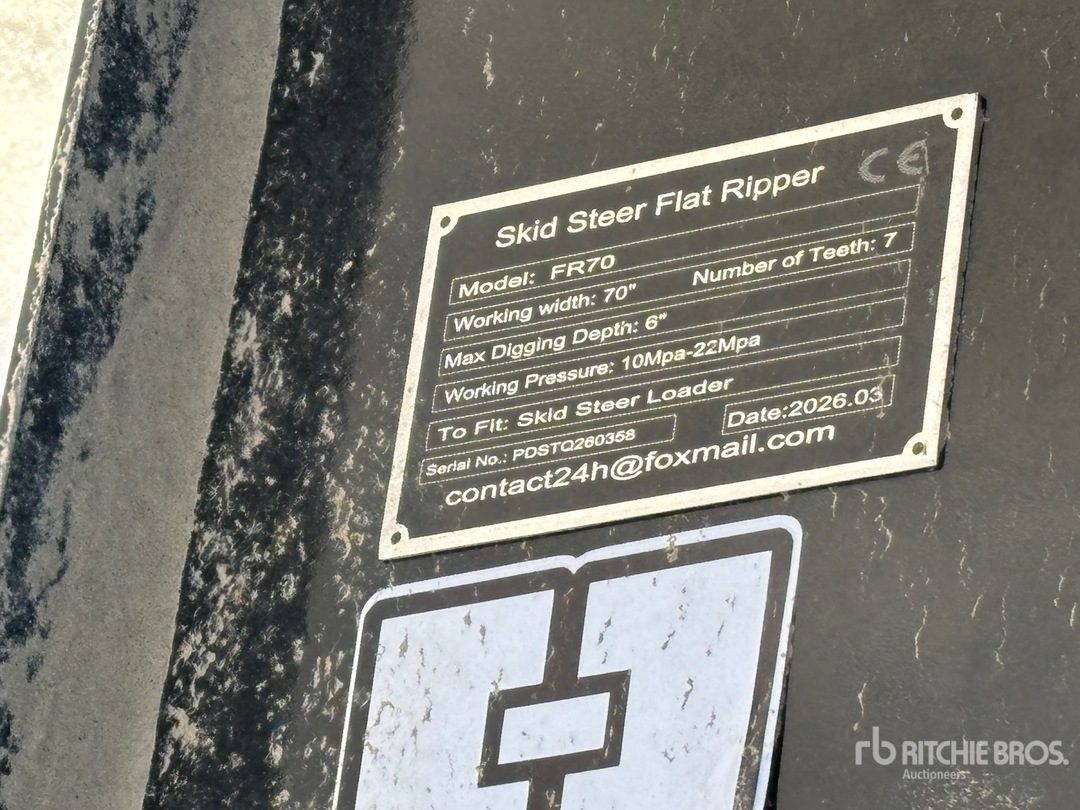 CE
Skid Steer Flat Ripper
Model: FR70
Working width: 70" Number of Teeth: 7
Max Digging Depth: 6"
Working Pressure: 10Mpa-22Mpa
To Fit: Skid Steer Loader
Serial No.: PDSTQ260358 Date:2026.03
contact24h@foxmail.com
rb RITCHIE BROS.
Auctioneers